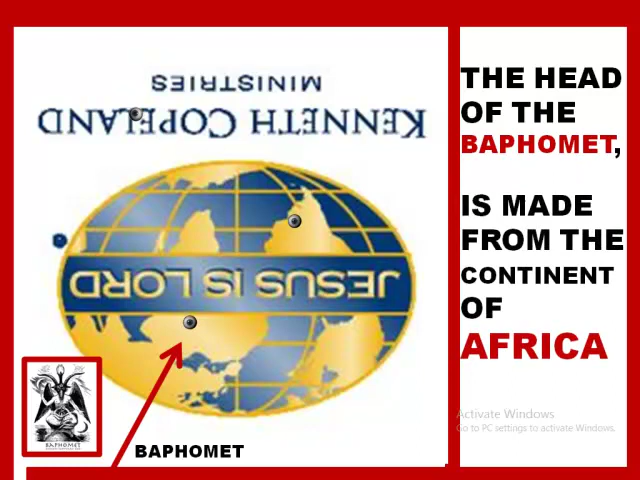 MINISTRIES
KENNETH COPELAND
JESUS IS LORD
BAPHOMET
BAPHOMET
THE HEAD
OF THE
BAPHOMET,
IS MADE
FROM THE
CONTINENT
OF
AFRICA
Activate Windows
Go to PC settings to activate Windows.